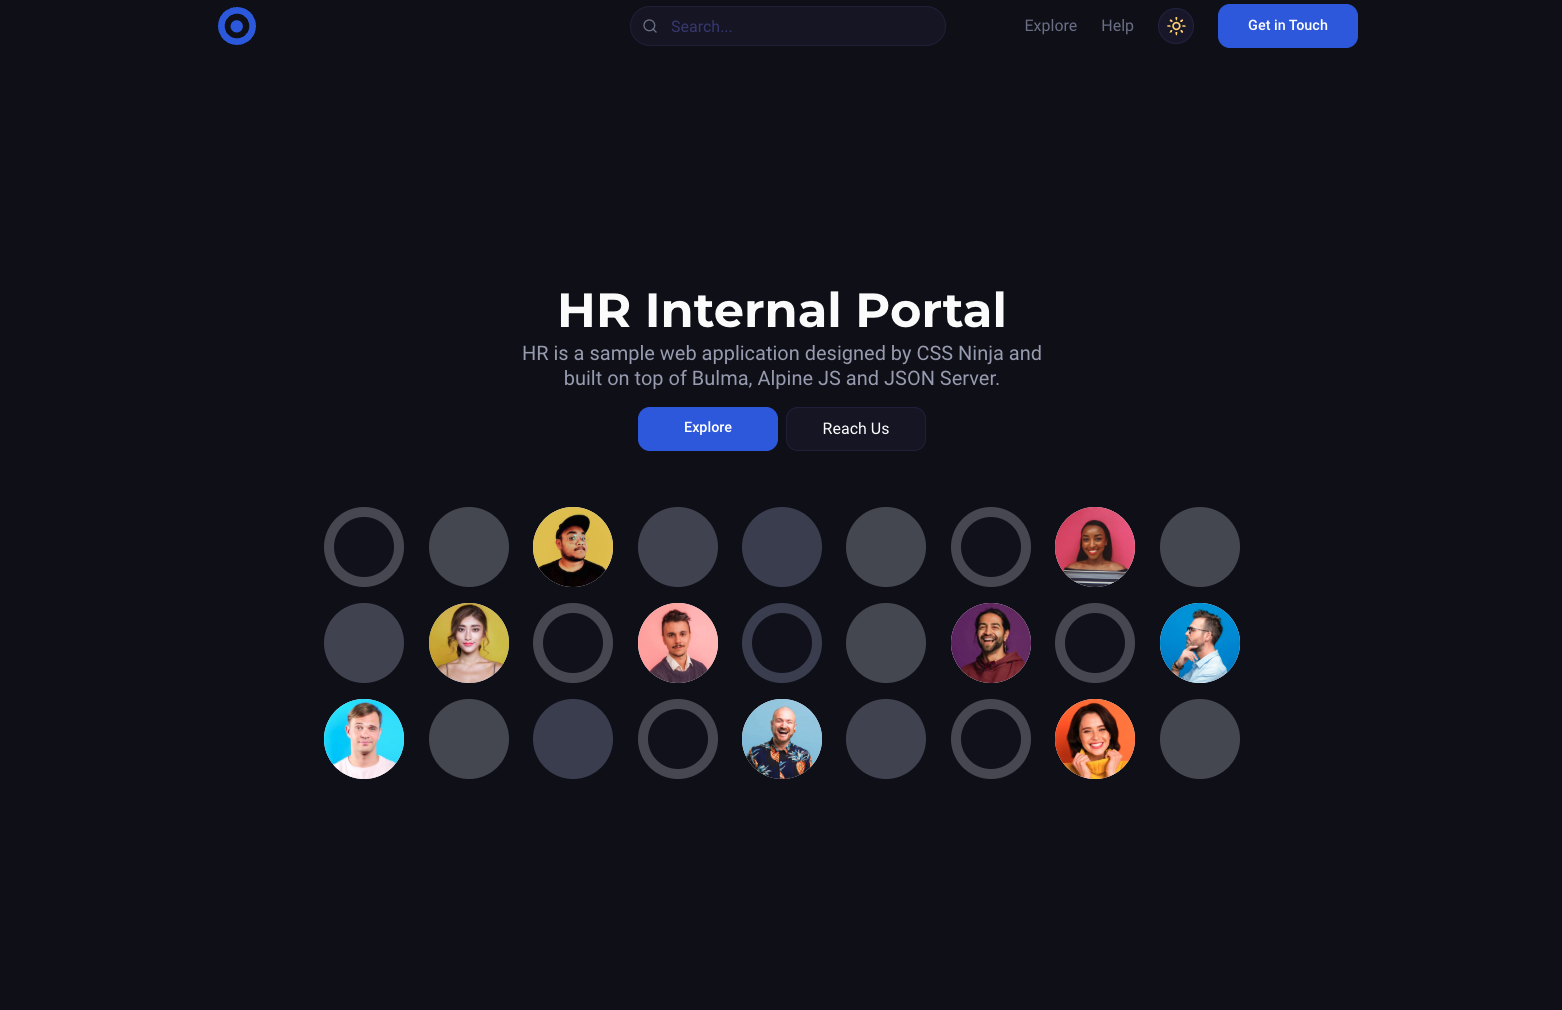 Search...
Explore
Help
Get in Touch
HR Internal Portal
HR is a sample web application designed by CSS Ninja and
built on top of Bulma, Alpine JS and JSON Server.
Explore
Reach Us